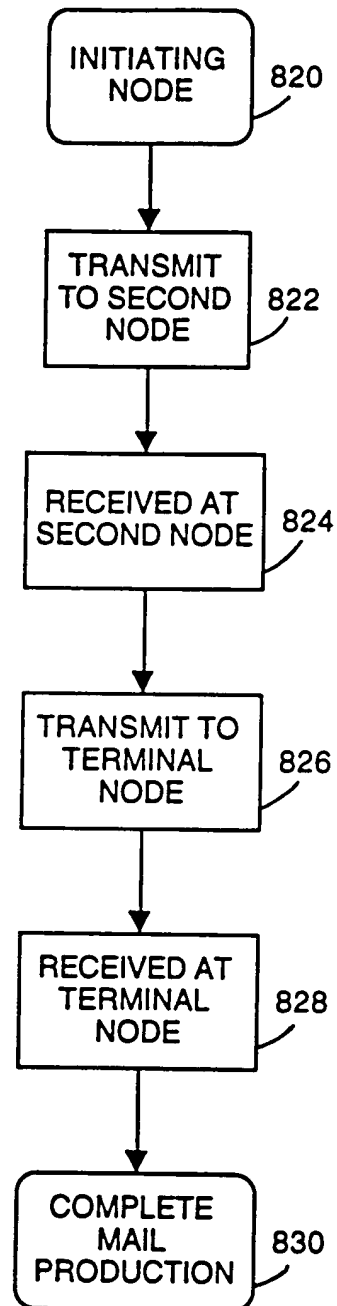 INITIATING
NODE
820
TRANSMIT
TO SECOND
NODE
822
RECEIVED AT
SECOND NODE
824
TRANSMIT TO
TERMINAL
NODE
826
RECEIVED AT
TERMINAL
NODE
828
COMPLETE
MAIL
PRODUCTION
830